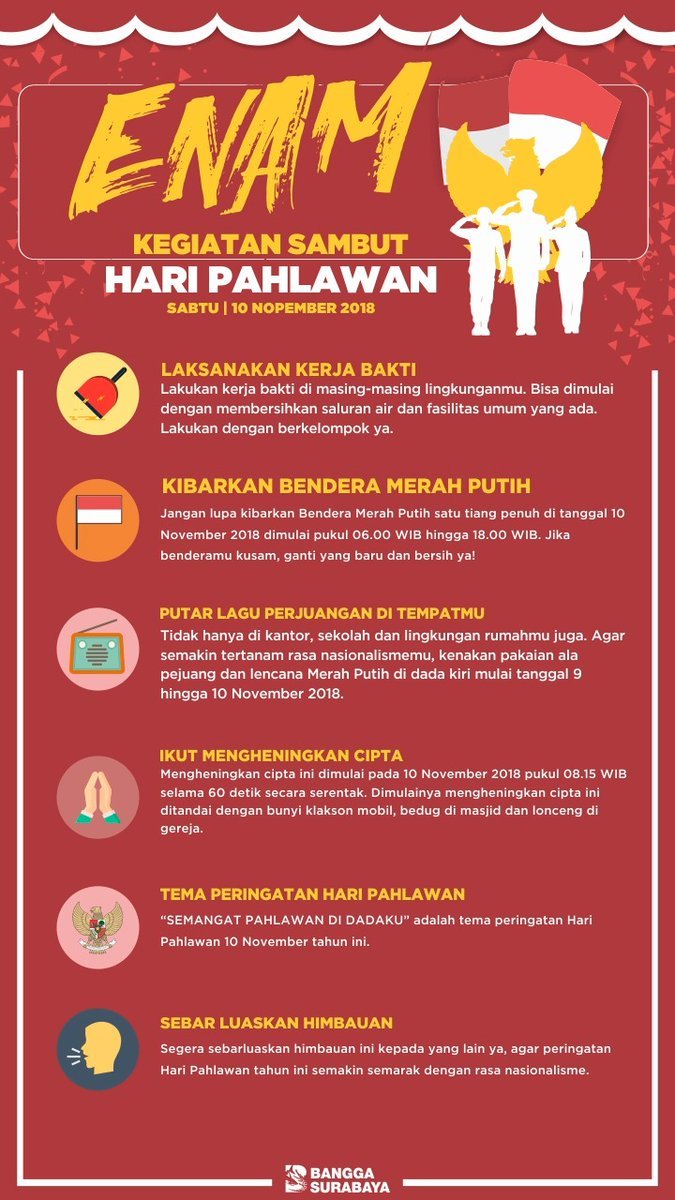 ENAM
KEGIATAN SAMBUT
HARI PAHLAWAN
SABTU | 10 NOPEMBER 2018
LAKSANAKAN KERJA BAKTI
Lakukan kerja bakti di masing-masing lingkunganmu. Bisa dimulai
dengan membersihkan saluran air dan fasilitas umum yang ada.
Lakukan dengan berkelompok ya.
KIBARKAN BENDERA MERAH PUTIH
Jangan lupa kibarkan Bendera Merah Putih satu tiang penuh di tanggal 10
November 2018 dimulai pukul 06.00 WIB hingga 18.00 WIB. Jika
benderamu kusam, ganti yang baru dan bersih ya!
PUTAR LAGU PERJUANGAN DI TEMPATMU
Tidak hanya di kantor, sekolah dan lingkungan rumahmu juga. Agar
semakin tertanam rasa nasionalismemu, kenakan pakaian ala
pejuang dan lencana Merah Putih di dada kiri mulai tanggal 9
hingga 10 November 2018.
IKUT MENGHENINGKAN CIPTA
Mengheningkan cipta ini dimulai pada 10 November 2018 pukul 08.15 WIB
selama 60 detik secara serentak. Dimulainya mengheningkan cipta ini
ditandai dengan bunyi klakson mobil, bedug di masjid dan lonceng di
gereja.
TEMA PERINGATAN HARI PAHLAWAN
“SEMANGAT PAHLAWAN DI DADAKU” adalah tema peringatan Hari
Pahlawan 10 November tahun ini.
SEBAR LUASKAN HIMBAUAN
Segera sebarluaskan himbauan ini kepada yang lain ya, agar peringatan
Hari Pahlawan tahun ini semakin semarak dengan rasa nasionalisme.
BANGGA
SURABAYA